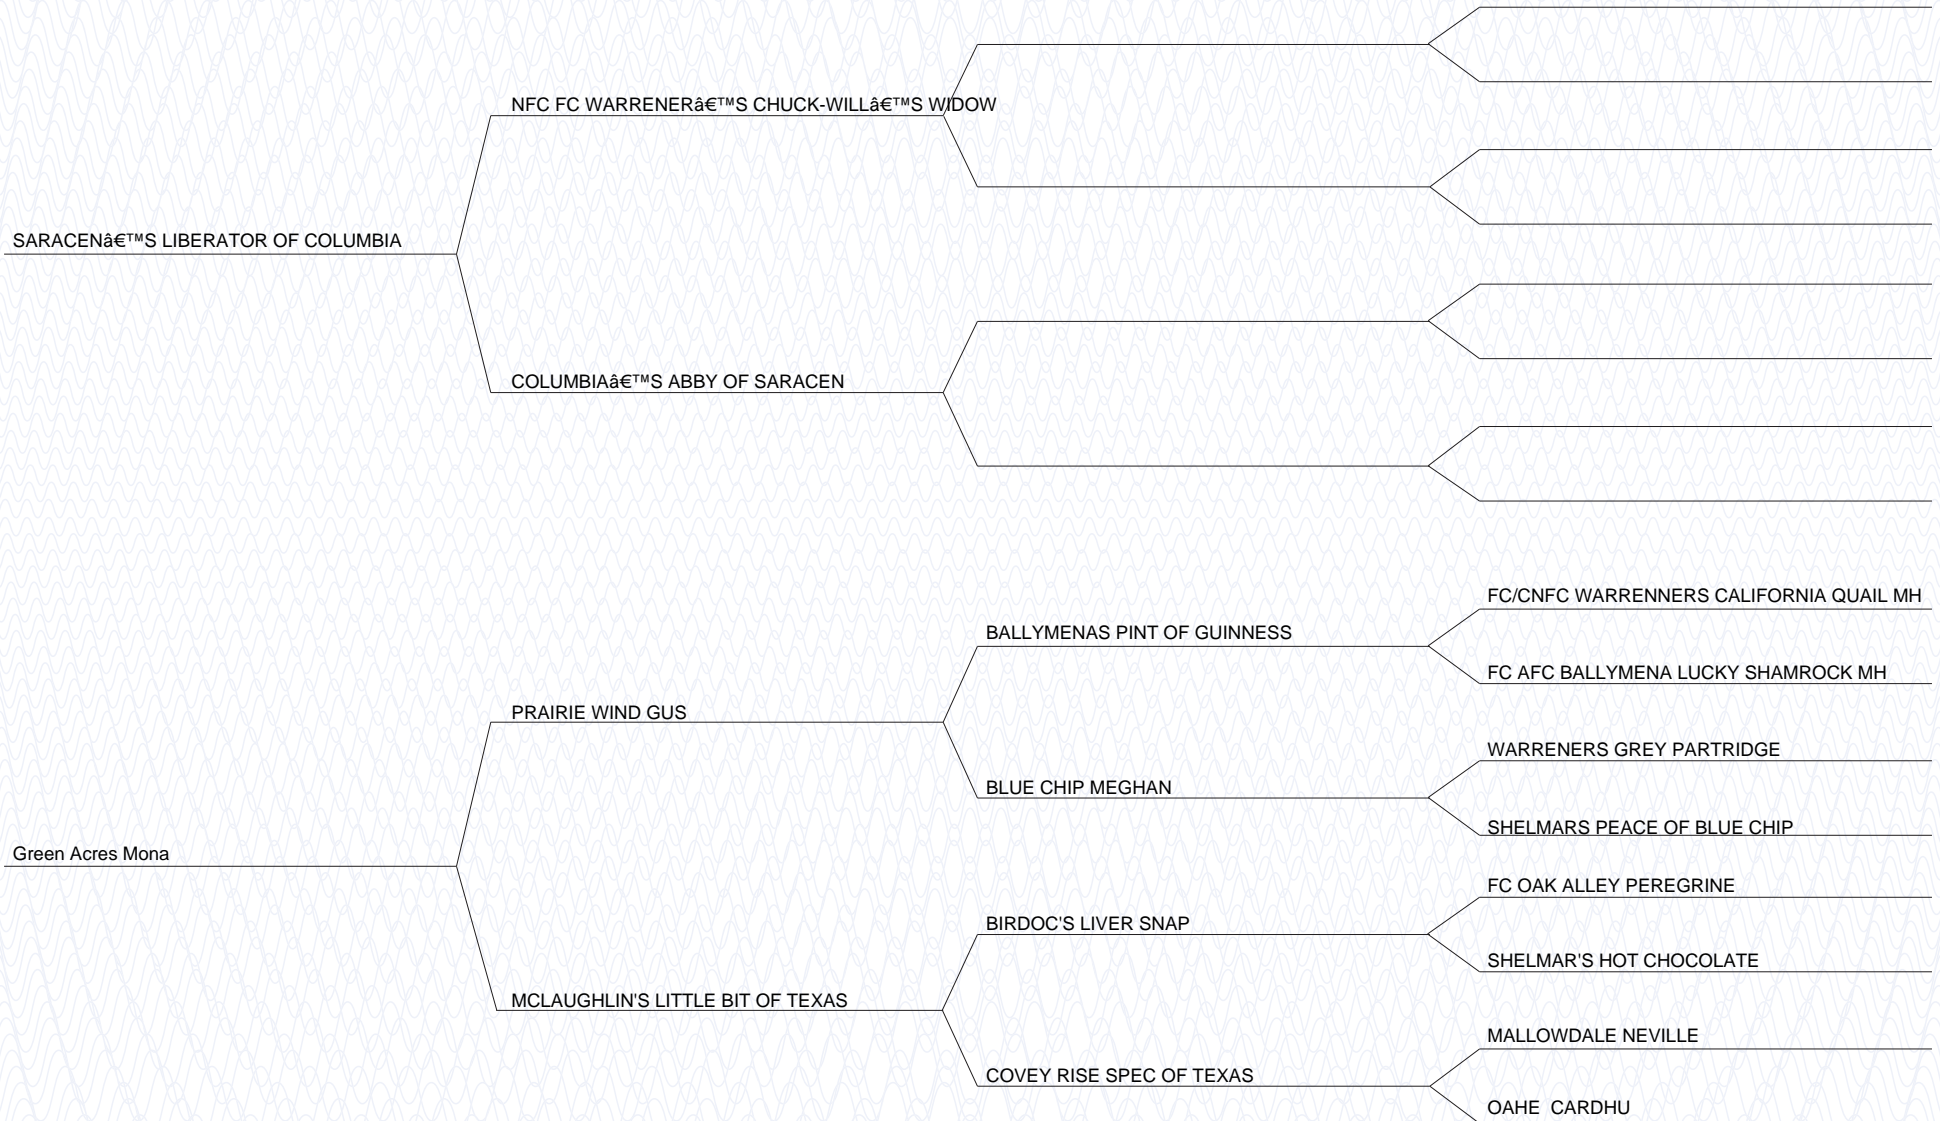 NFC FC WARRENERâ€™S CHUCK-WILLâ€™S WIDOW
SARACENâ€™S LIBERATOR OF COLUMBIA
COLUMBIAâ€™S ABBY OF SARACEN
FC/CNFC WARRENNERS CALIFORNIA QUAIL MH
BALLYMENAS PINT OF GUINNESS
FC AFC BALLYMENA LUCKY SHAMROCK MH
PRAIRIE WIND GUS
WARRENERS GREY PARTRIDGE
BLUE CHIP MEGHAN
SHELMARS PEACE OF BLUE CHIP
Green Acres Mona
FC OAK ALLEY PEREGRINE
BIRDOC'S LIVER SNAP
SHELMAR'S HOT CHOCOLATE
MCLAUGHLIN'S LITTLE BIT OF TEXAS
MALLOWDALE NEVILLE
COVEY RISE SPEC OF TEXAS
OAHE  CARDHU